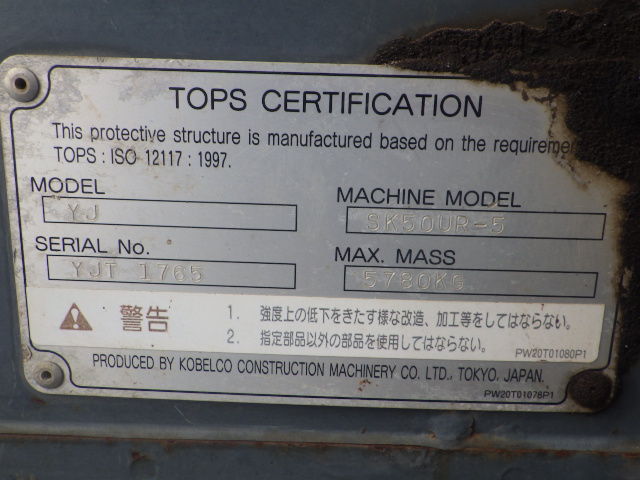 TOPS CERTIFICATION
This protective structure is manufactured based on the requireme
TOPS : ISO 12117 : 1997.
MODEL
YJ
MACHINE MODEL
SK50UR-5
SERIAL No.
YJT 1765
MAX. MASS
5780KG
警告
1. 強度上の低下をきたす様な改造、加工等をしてはならない。
2. 指定部品以外の部品を使用してはならない。
PW20T01080P1
PRODUCED BY KOBELCO CONSTRUCTION MACHINERY CO. LTD. TOKYO, JAPAN.
PW20T01078P1